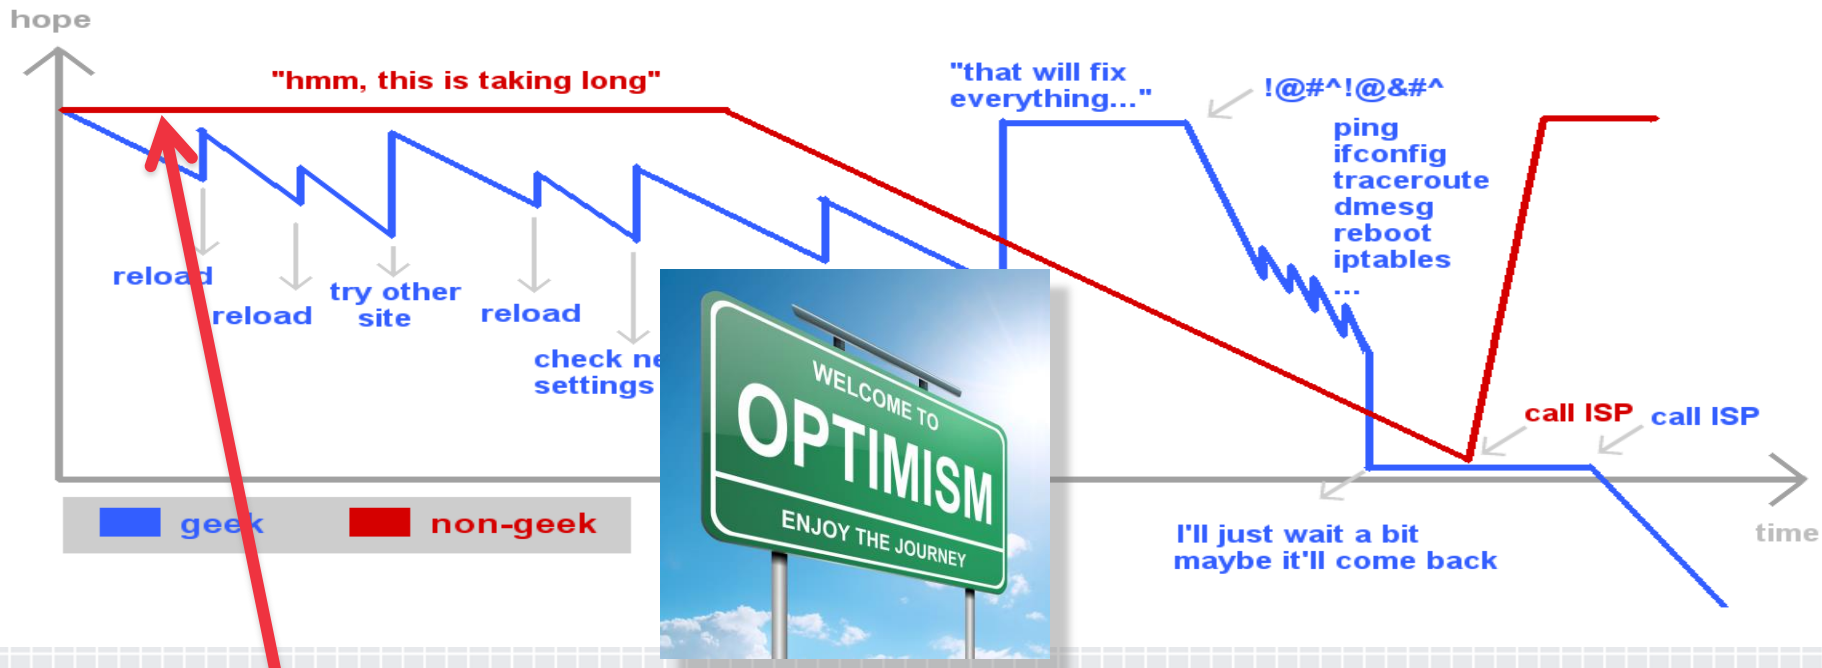 hope
"hmm, this is taking long"
"that will fix
everything..."
!@#^!@&#^
ping
ifconfig
traceroute
dmesg
reboot
iptables
...
reload
reload
try other
site
reload
check
settings
WELCOME TO
OPTIMISM
ENJOY THE JOURNEY
call ISP
call ISP
geek
non-geek
I'll just wait a bit
maybe it'll come back
time